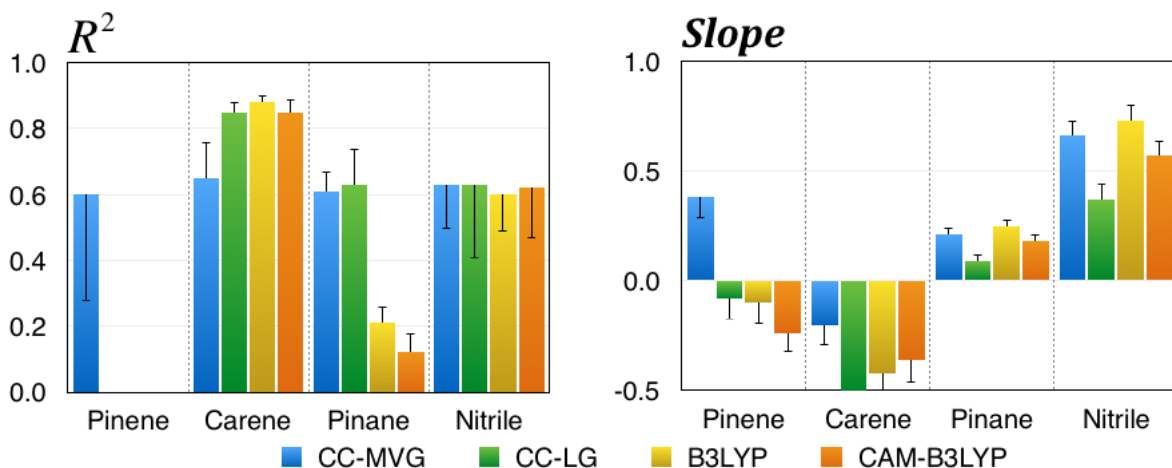 R²
1.0
0.8
0.6
0.4
0.2
0.0
Pinene Carene Pinane Nitrile
Slope
1.0
0.5
0.0
-0.5
Pinene Carene Pinane Nitrile
CC-MVG CC-LG B3LYP CAM-B3LYP